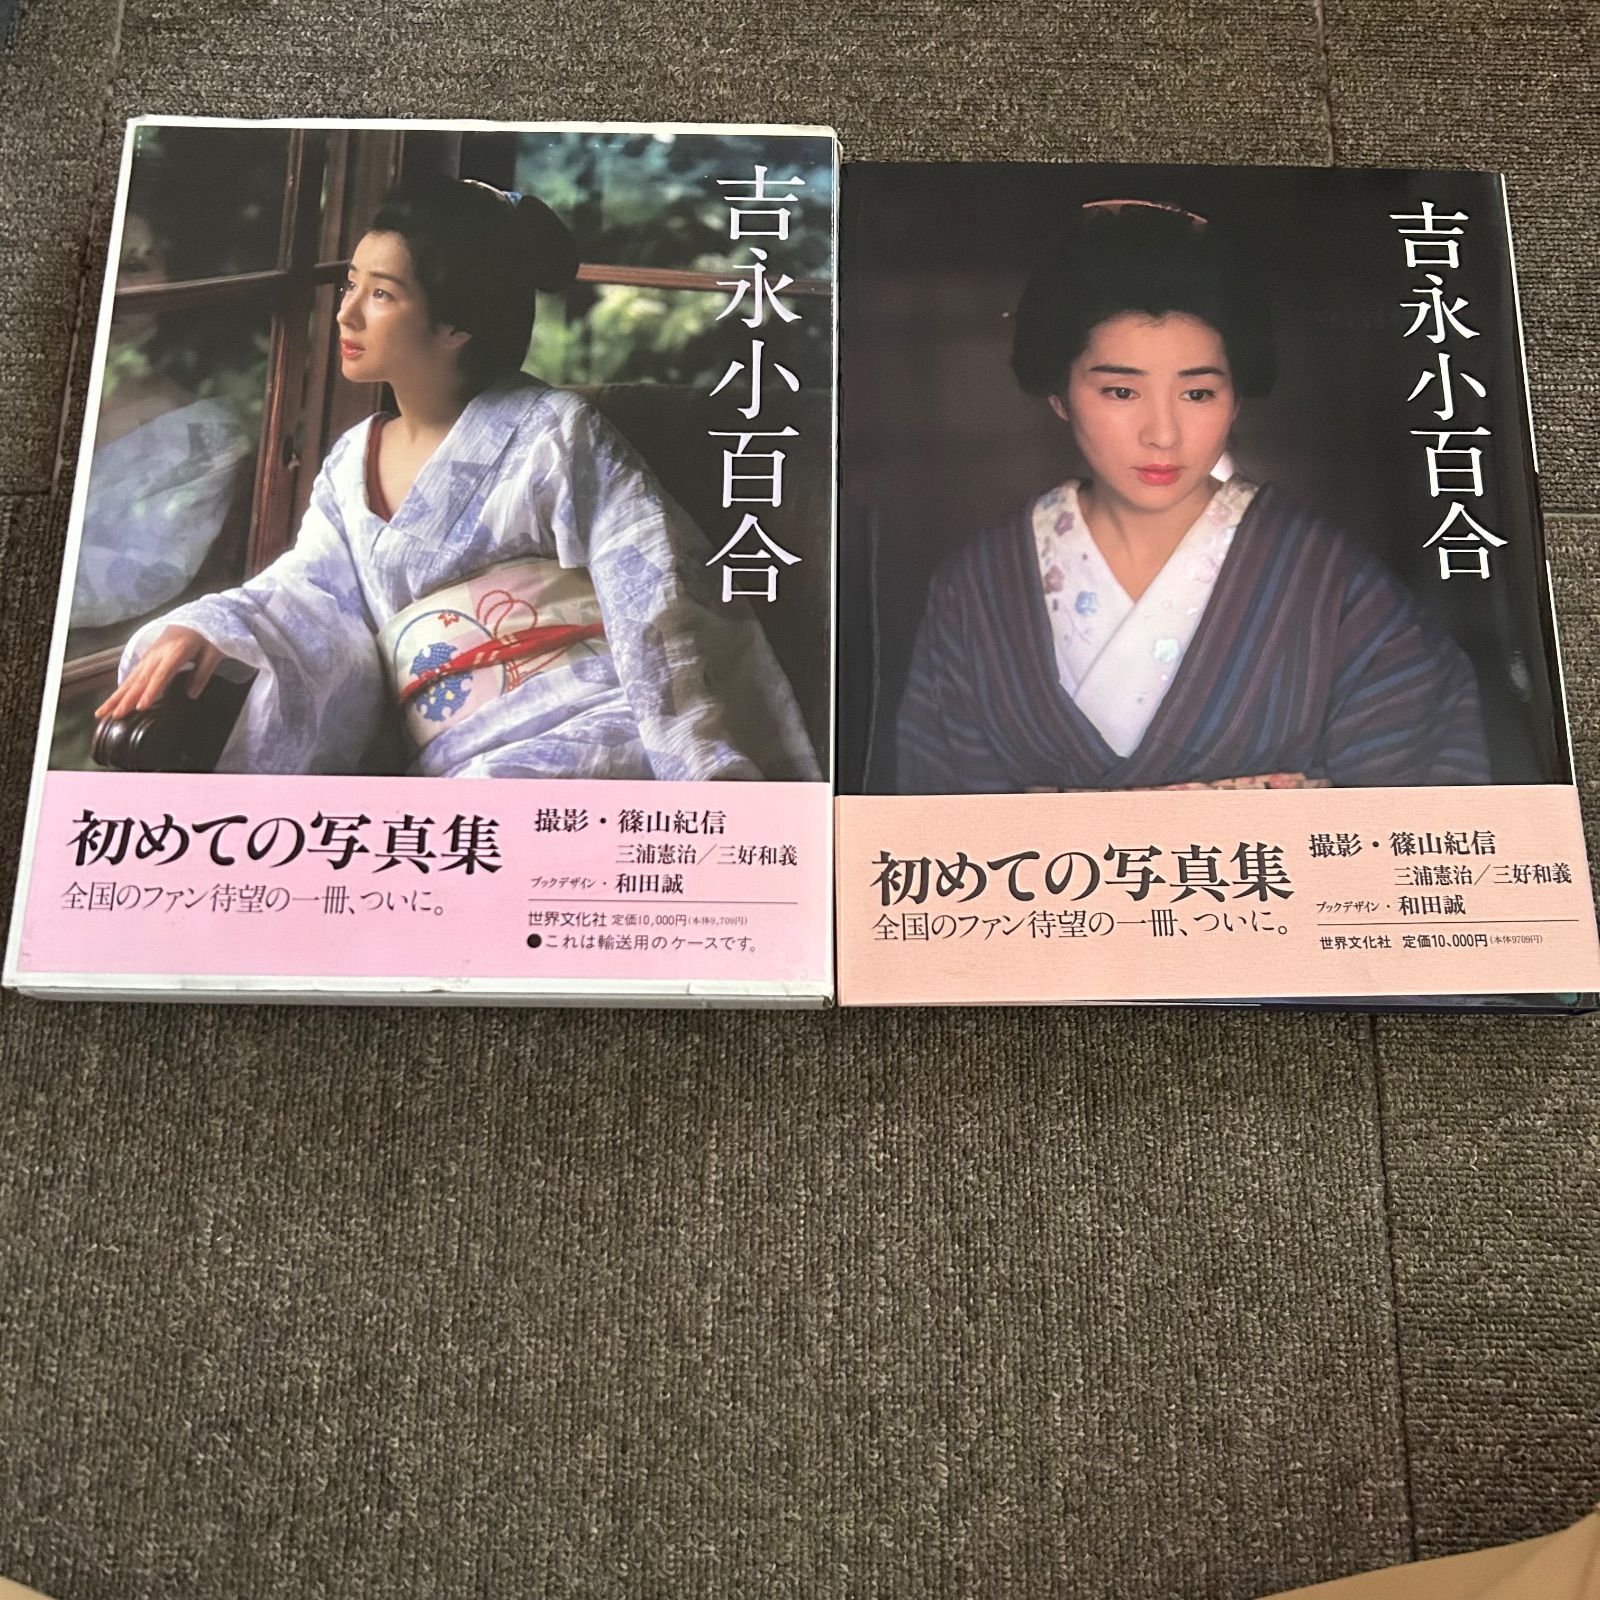 吉永小百合
初めての写真集
全国のファン待望の一冊、ついに。
撮影・篠山紀信
三浦憲治／三好和義
ブックデザイン・和田誠
世界文化社 定価10,000円(本体9,709円)
●これは輸送用のケースです。
吉永小百合
初めての写真集
全国のファン待望の一冊、ついに。
撮影・篠山紀信
三浦憲治／三好和義
ブックデザイン・和田誠
世界文化社 定価10、000円(本体9709円)